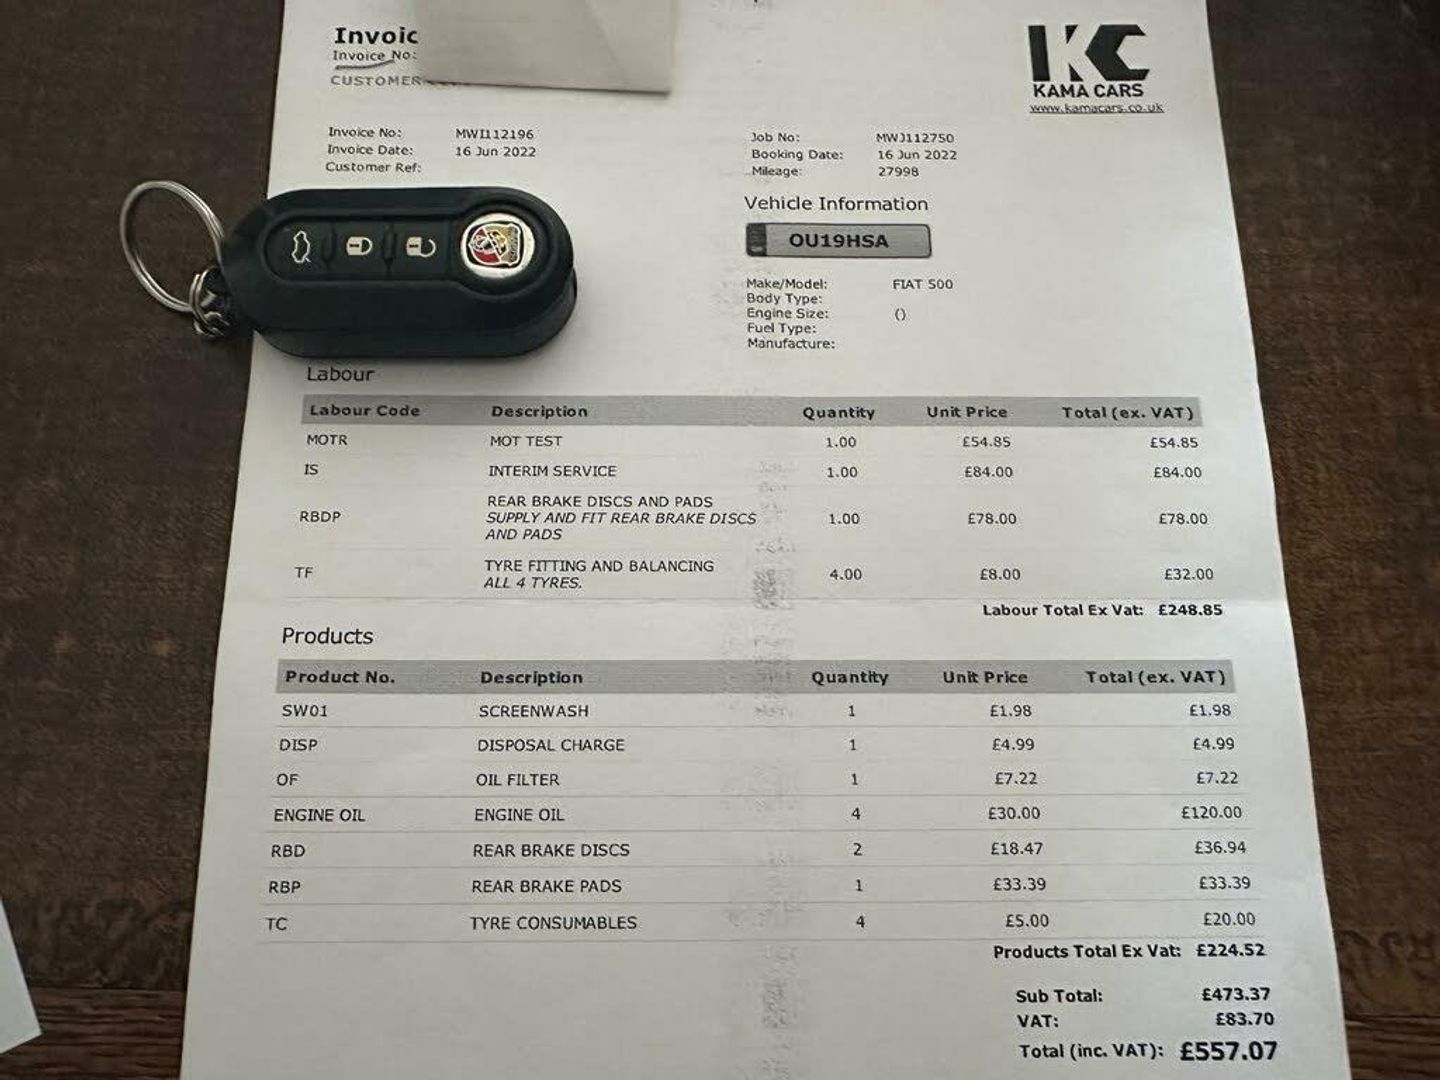 Invoic
Invoice No:
CUSTOMER
KC
KAMA CARS
www.kamacars.co.uk
Invoice No: MWI112196
Invoice Date: 16 Jun 2022
Customer Ref:
Job No: MWJ112750
Booking Date: 16 Jun 2022
Mileage: 27998
Vehicle Information
OU19HSA
Make/Model: FIAT 500
Body Type:
Engine Size: ()
Fuel Type:
Manufacture:
Labour
Labour Code Description Quantity Unit Price Total (ex. VAT)
MOTR MOT TEST 1.00 £54.85 £54.85
IS INTERIM SERVICE 1.00 £84.00 £84.00
REAR BRAKE DISCS AND PADS
RBDP SUPPLY AND FIT REAR BRAKE DISCS 1.00 £78.00 £78.00
AND PADS
TF TYRE FITTING AND BALANCING 4.00 £8.00 £32.00
ALL 4 TYRES.
Labour Total Ex Vat: £248.85
Products
Product No. Description Quantity Unit Price Total (ex. VAT)
SW01 SCREENWASH 1 £1.98 £1.98
DISP DISPOSAL CHARGE 1 £4.99 £4.99
OF OIL FILTER 1 £7.22 £7.22
ENGINE OIL ENGINE OIL 4 £30.00 £120.00
RBD REAR BRAKE DISCS 2 £18.47 £36.94
RBP REAR BRAKE PADS 1 £33.39 £33.39
TC TYRE CONSUMABLES 4 £5.00 £20.00
Products Total Ex Vat: £224.52
Sub Total: £473.37
VAT: £83.70
Total (inc. VAT): £557.07